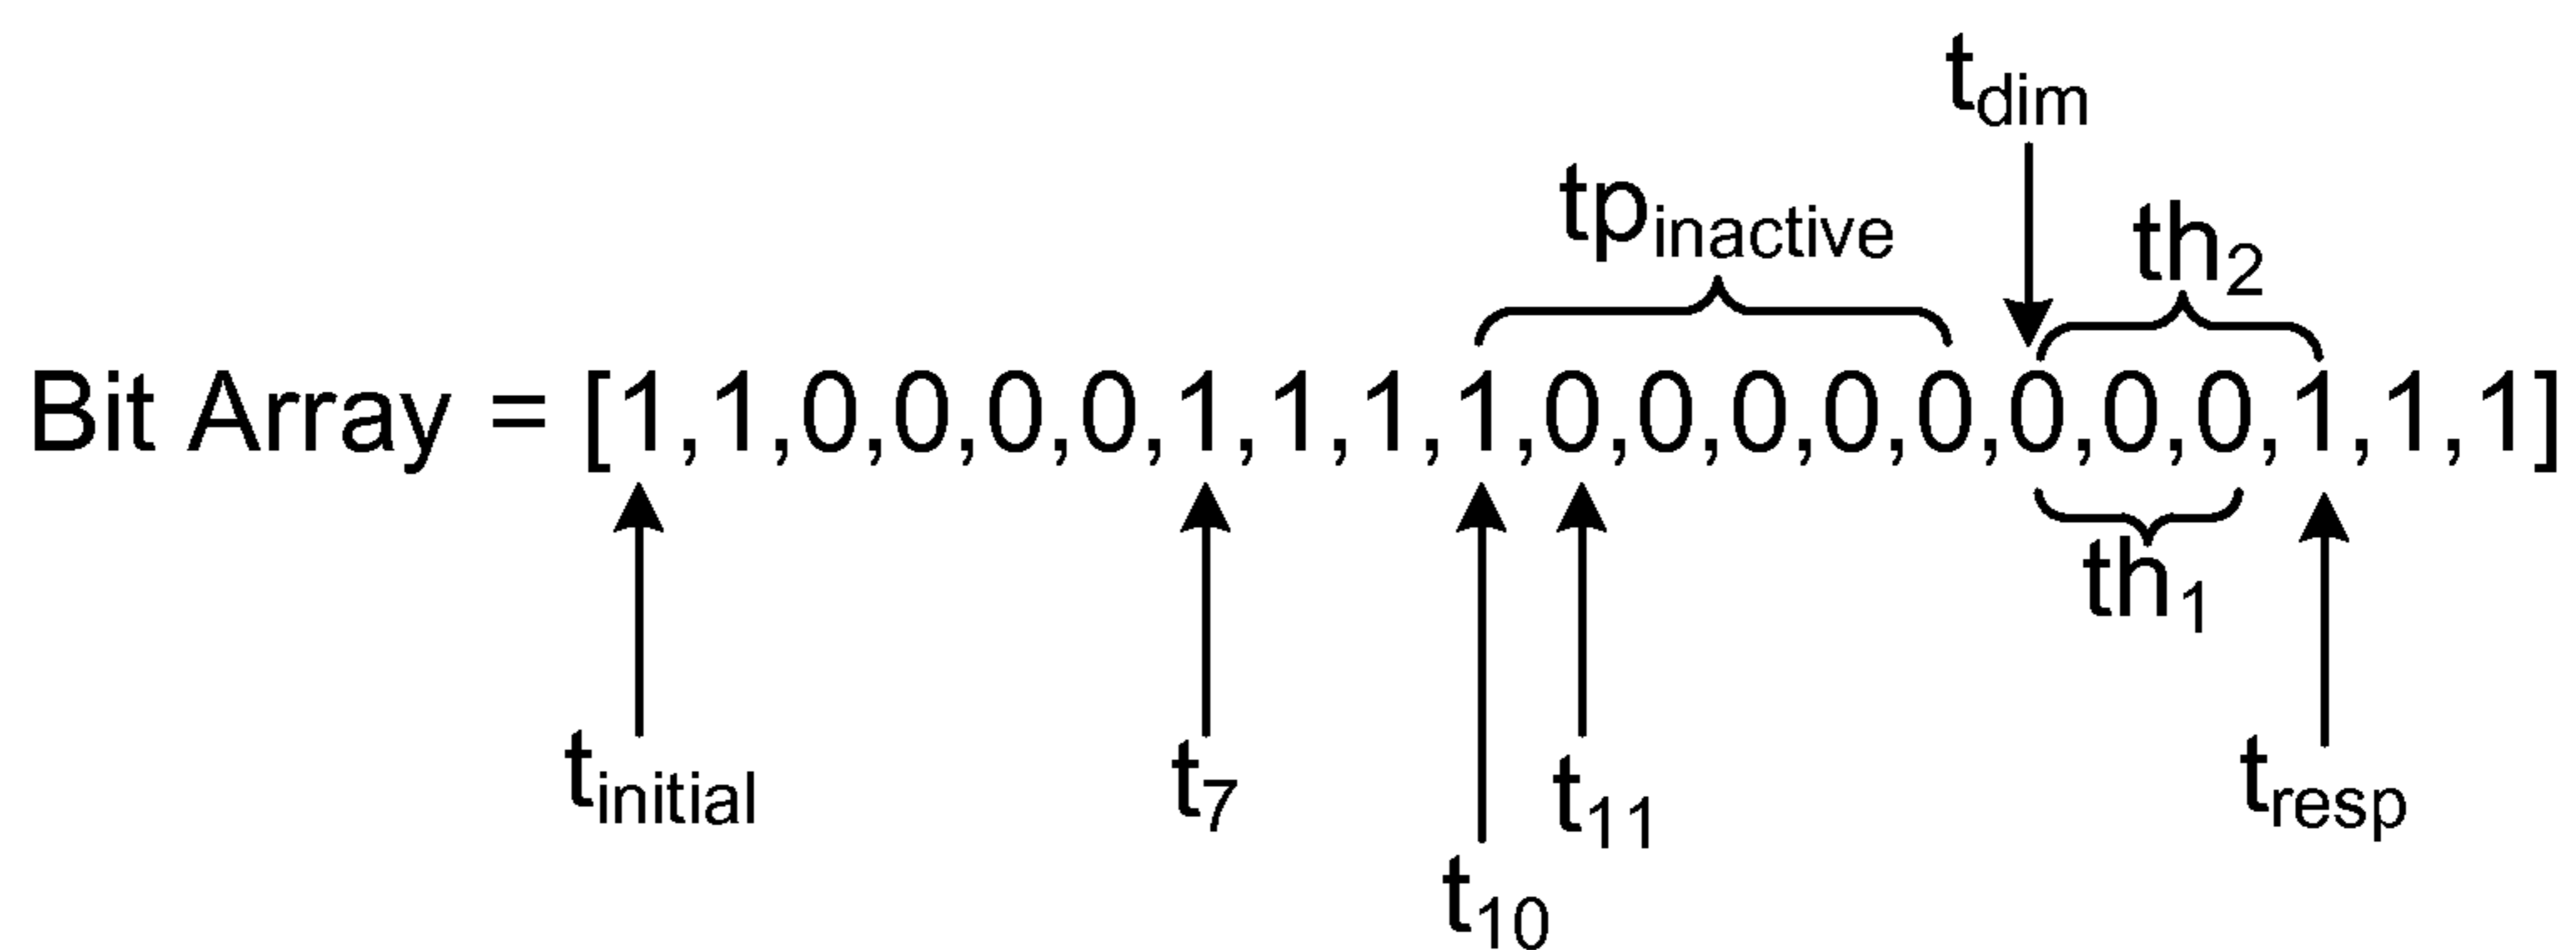 t_dim
tp_inactive
th_2
Bit Array = [1,1,0,0,0,0,1,1,1,1,0,0,0,0,0,0,0,0,1,1,1]
th_1
t_initial
t_7
t_11
t_resp
t_10